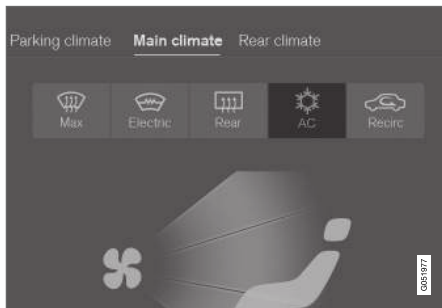 Parking climate Main climate Rear climate
Max Electric Rear AC Recirc
G051977